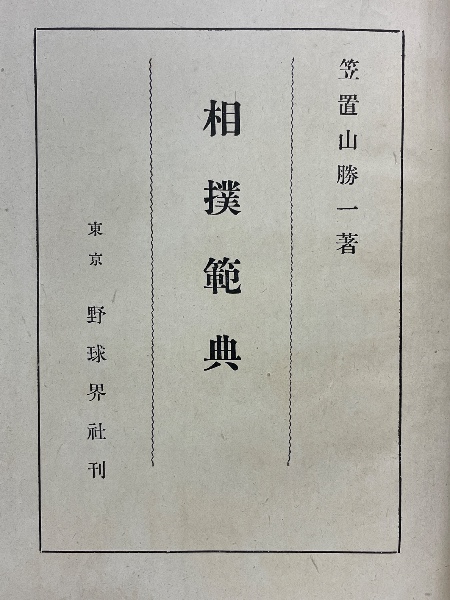 笠置山勝一著
相撲範典
東京 野球界社刊